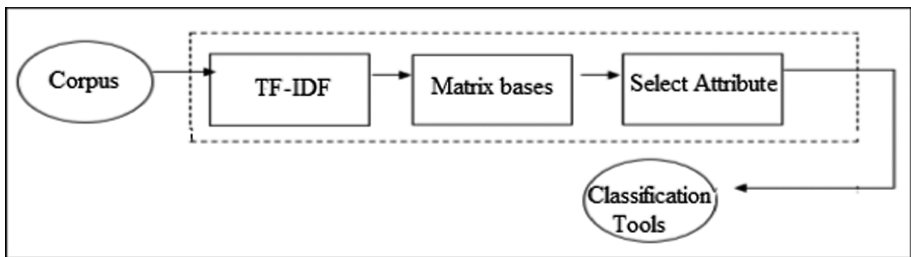 Corpus
TF-IDF
Matrix bases
Select Attribute
Classification
Tools